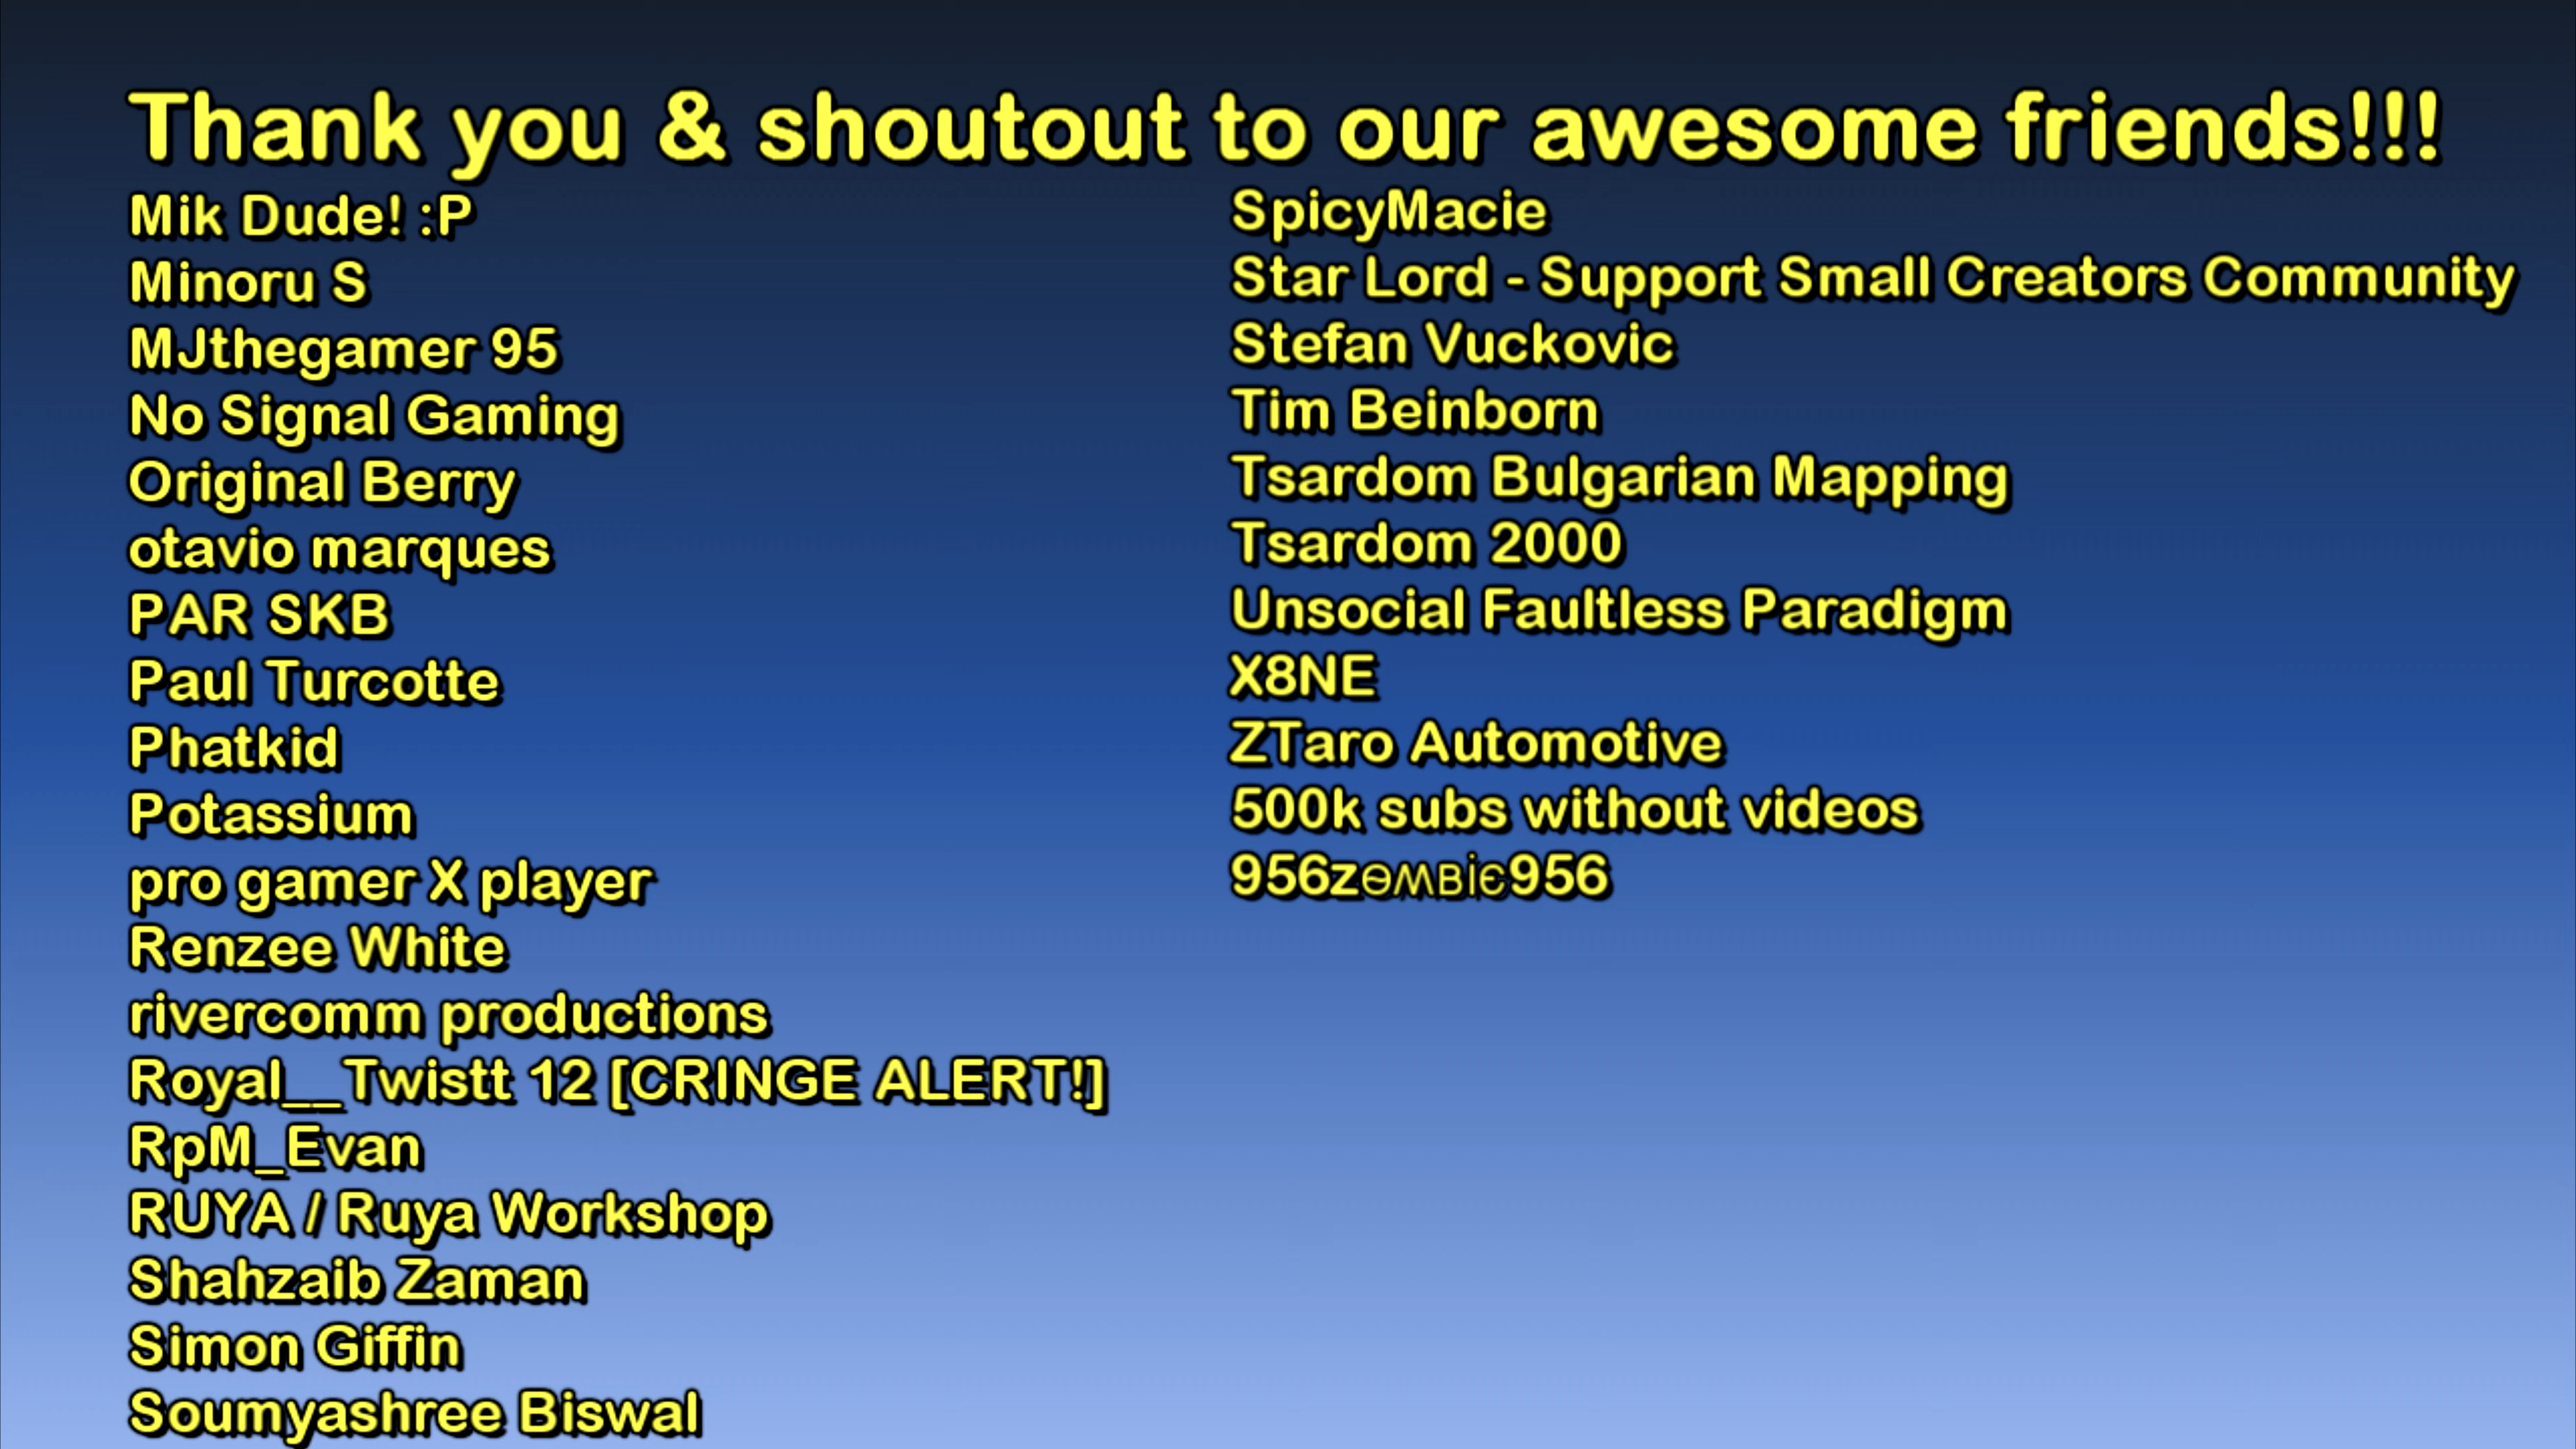 Thank you & shoutout to our awesome friends!!!
Mik Dude! :P
Minoru S
MJthegamer 95
No Signal Gaming
Original Berry
otavio marques
PAR SKB
Paul Turcotte
Phatkid
Potassium
pro gamer X player
Renzee White
rivercomm productions
Royal__Twistt 12 [CRINGE ALERT!]
RpM_Evan
RUYA / Ruya Workshop
Shahzaib Zaman
Simon Giffin
Soumyashree Biswal
SpicyMacie
Star Lord - Support Small Creators Community
Stefan Vuckovic
Tim Beinborn
Tsardom Bulgarian Mapping
Tsardom 2000
Unsocial Faultless Paradigm
X8NE
ZTaro Automotive
500k subs without videos
956zѳмвїє956